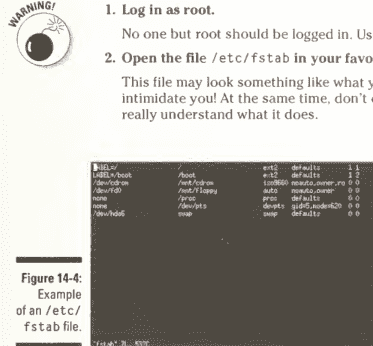 WARNING!
1. Log in as root.
No one but root should be logged in. Us
2. Open the file /etc/fstab in your favo
This file may look something like what y
intimidate you! At the same time, don't
really understand what it does.
LABEL=/ / ext2 defaults 1 1
LABEL=/boot /boot ext2 defaults 1 2
/dev/cdrom /mnt/cdrom iso9660 noauto,owner,ro 0 0
/dev/fd0 /mnt/floppy auto noauto,owner 0 0
none /proc proc defaults 0 0
none /dev/pts devpts gid=5,mode=620 0 0
/dev/hda6 swap swap defaults 0 0
"fstab" 7L, 533C
Figure 14-4:
Example
of an /etc/
fstab file.